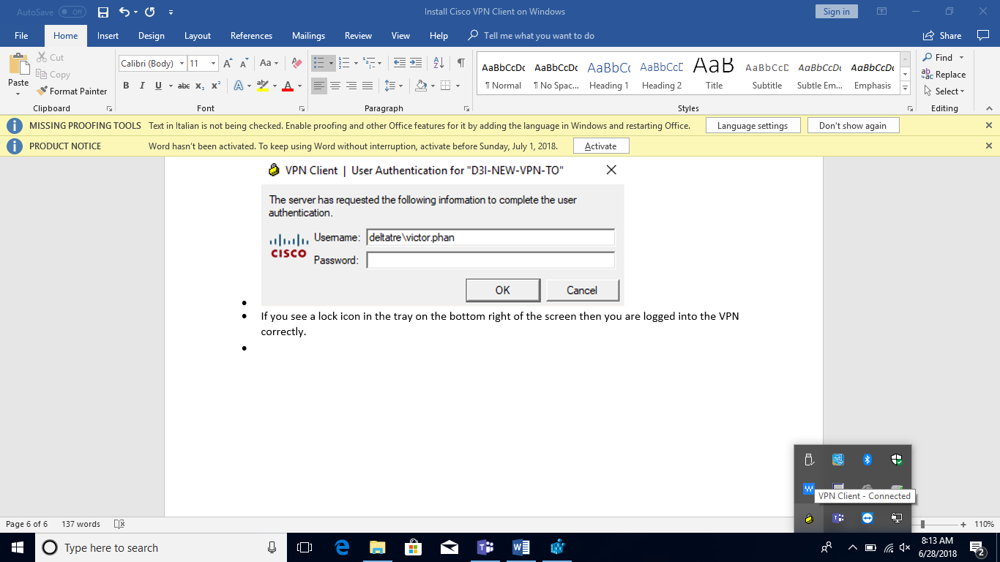 AutoSave Off Install Cisco VPN Client on Windows Sign in
File Home Insert Design Layout References Mailings Review View Help Tell me what you want to do Share
Paste
Cut
Copy
Format Painter
Clipboard
Calibri (Body) 11 A A Aa
B I U abc x₂ x² A ab A
Font
A Z ¶
Paragraph
AaBbCcDc AaBbCcDc AaBbCc AaBbCcD AaB AaBbCcD AaBbCcDc AaBbCcDc
¶ Normal ¶ No Spac... Heading 1 Heading 2 Title Subtitle Subtle Em... Emphasis
Styles
Find
Replace
Select
Editing
MISSING PROOFING TOOLS Text in Italian is not being checked. Enable proofing and other Office features for it by adding the language in Windows and restarting Office. Language settings Don't show again
PRODUCT NOTICE Word hasn't been activated. To keep using Word without interruption, activate before Sunday, July 1, 2018. Activate
VPN Client | User Authentication for "D3I-NEW-VPN-TO"
The server has requested the following information to complete the user
authentication.
CISCO
Username: deltatre\victor.phan
Password:
OK Cancel
• If you see a lock icon in the tray on the bottom right of the screen then you are logged into the VPN
correctly.
VPN Client - Connected
Page 6 of 6 137 words 110%
Type here to search
8:13 AM
6/28/2018
2